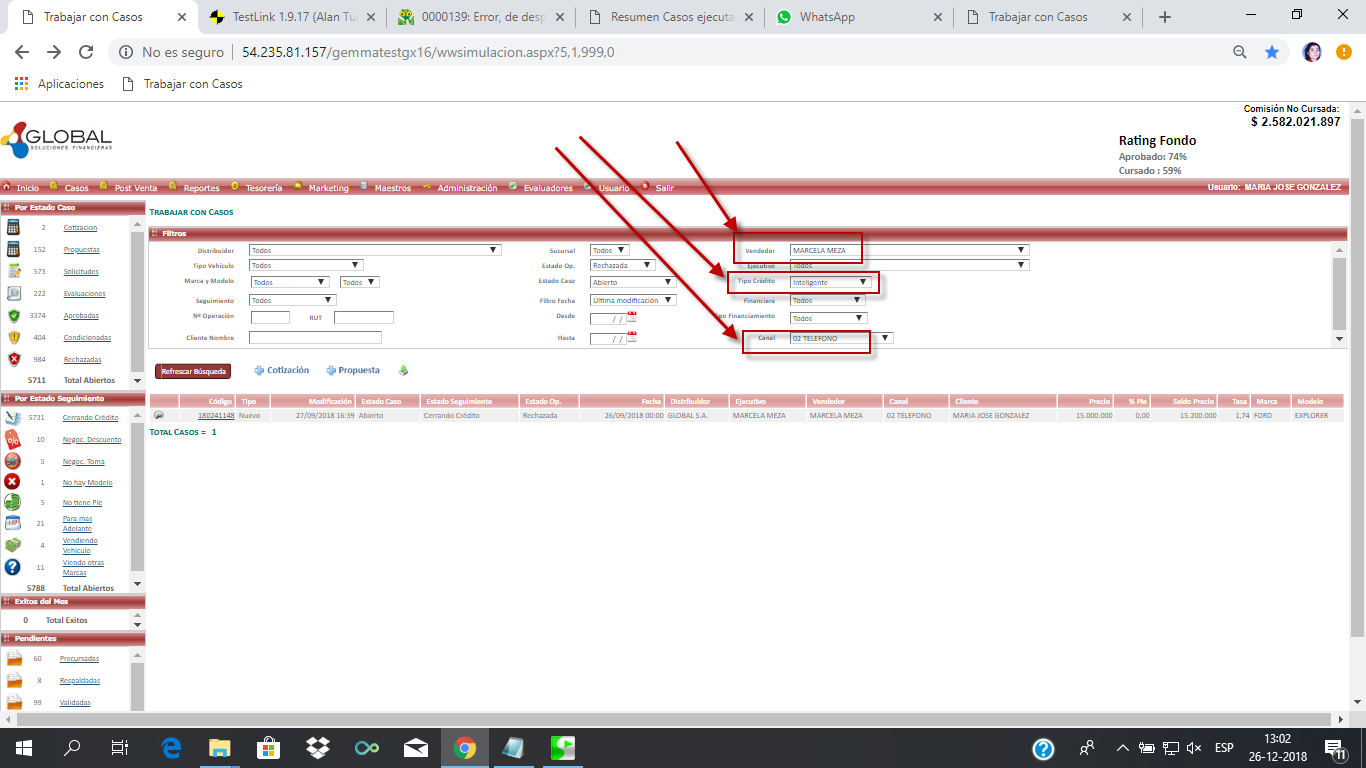 Trabajar con Casos
TestLink 1.9.17 (Alan Tu
0000139: Error, de desp
Resumen Casos ejecuta
WhatsApp
Trabajar con Casos
No es seguro
54.235.81.157/gemmatestgx16/wwsimulacion.aspx?5,1,999,0
Aplicaciones
Trabajar con Casos
GLOBAL
SOLUCIONES FINANCIERAS
Comisión No Cursada:
$ 2.582.021.897
Rating Fondo
Aprobado: 74%
Cursado : 59%
Inicio Casos Post Venta Reportes Tesorería Marketing Maestros Administración Evaluadores Usuario Salir
Usuario: MARIA JOSE GONZALEZ
Por Estado Caso
2 Cotizacion
152 Propuestas
573 Solicitudes
222 Evaluaciones
3374 Aprobadas
404 Condicionadas
984 Rechazadas
5711 Total Abiertos
Por Estado Seguimiento
5731 Cerrando Crédito
10 Negoc. Descuento
5 Negoc. Toma
1 No hay Modelo
5 No tiene Pie
21 Para mas
Adelante
4 Vendiendo
Vehiculo
11 Viendo otras
Marcas
5788 Total Abiertos
Exitos del Mes
0 Total Exitos
Pendientes
60 Precursadas
8 Respaldadas
99 Validadas
TRABAJAR CON CASOS
Filtros
Distribuidor Todos Sucursal Todos Vendedor MARCELA MEZA
Tipo Vehículo Todos Estado Op. Rechazada Ejecutivo Todos
Marca y Modelo Todos Todos Estado Caso Abierto Tipo Crédito Inteligente
Seguimiento Todos Filtro Fecha Última modificación Financiera Todos
Nº Operación RUT Desde / / Tipo Financiamiento Todos
Cliente Nombre Hasta / / Canal 02 TELEFONO
Refrescar Búsqueda Cotización Propuesta
Código Tipo Modificación Estado Caso Estado Seguimiento Estado Op. Fecha Distribuidor Ejecutivo Vendedor Canal Cliente Precio % Pie Saldo Precio Tasa Marca Modelo
180241148 Nuevo 27/09/2018 16:39 Abierto Cerrando Crédito Rechazada 26/09/2018 00:00 GLOBAL S.A. MARCELA MEZA MARCELA MEZA 02 TELEFONO MARIA JOSE GONZALEZ 15.000.000 0,00 15.200.000 1,74 FORD EXPLORER
TOTAL CASOS = 1
ESP
13:02
26-12-2018
11